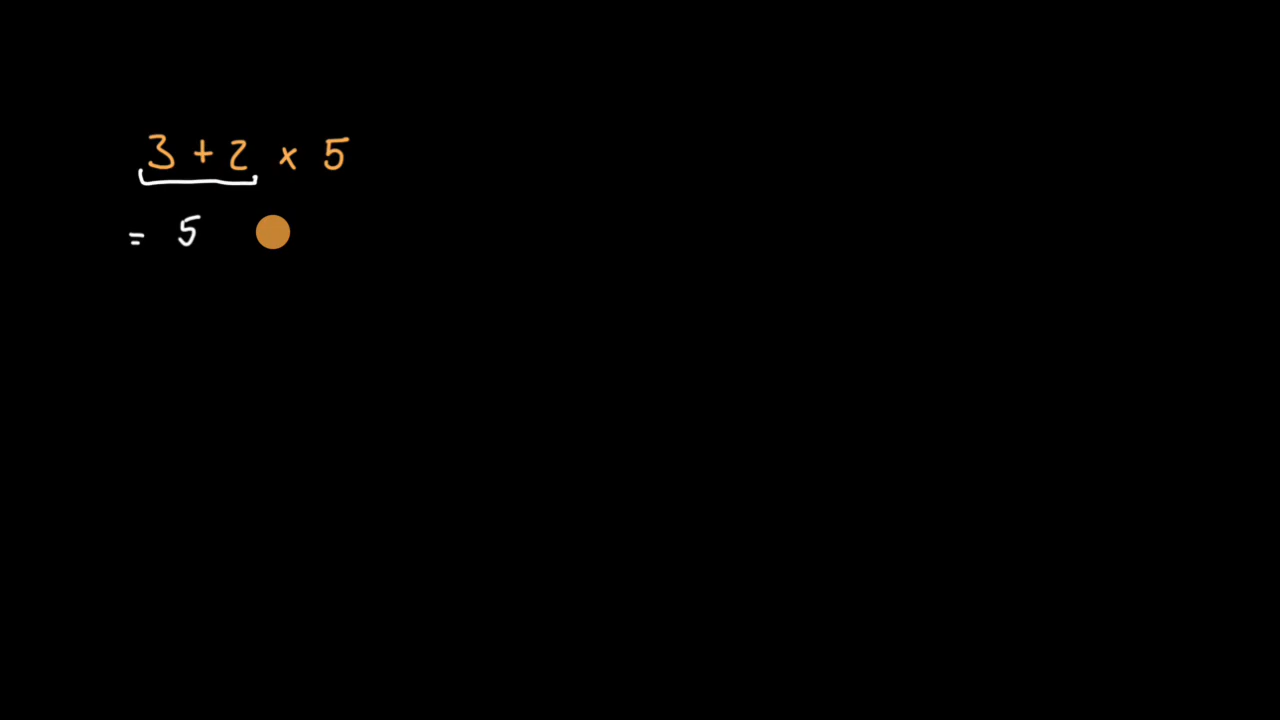 3 + 2 × 5
= 5